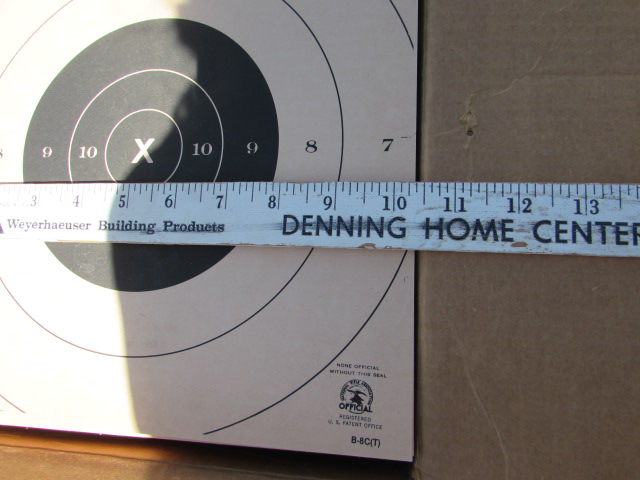 8 9 10 X 10 9 8 7
3 4 5 6 7 8 9 10 11 12 13
Weyerhaeuser Building Products DENNING HOME CENTER
NONE OFFICIAL
WITHOUT THIS SEAL
OFFICIAL
REGISTERED
U. S. PATENT OFFICE
B-8C(T)